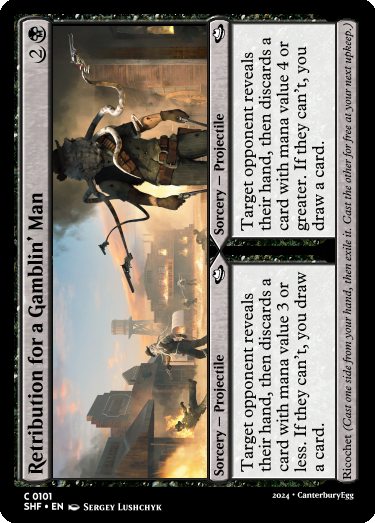 Retribution for a Gamblin' Man 2
Sorcery — Projectile
Target opponent reveals
their hand, then discards a
card with mana value 3 or
less. If they can't, you draw
a card.
Sorcery — Projectile
Target opponent reveals
their hand, then discards a
card with mana value 4 or
greater. If they can't, you
draw a card.
Ricochet (Cast one side from your hand, then exile it. Cast the other for free at your next upkeep.)
C 0101
SHF • EN Sergey Lushchyk
2024 • CanterburyEgg